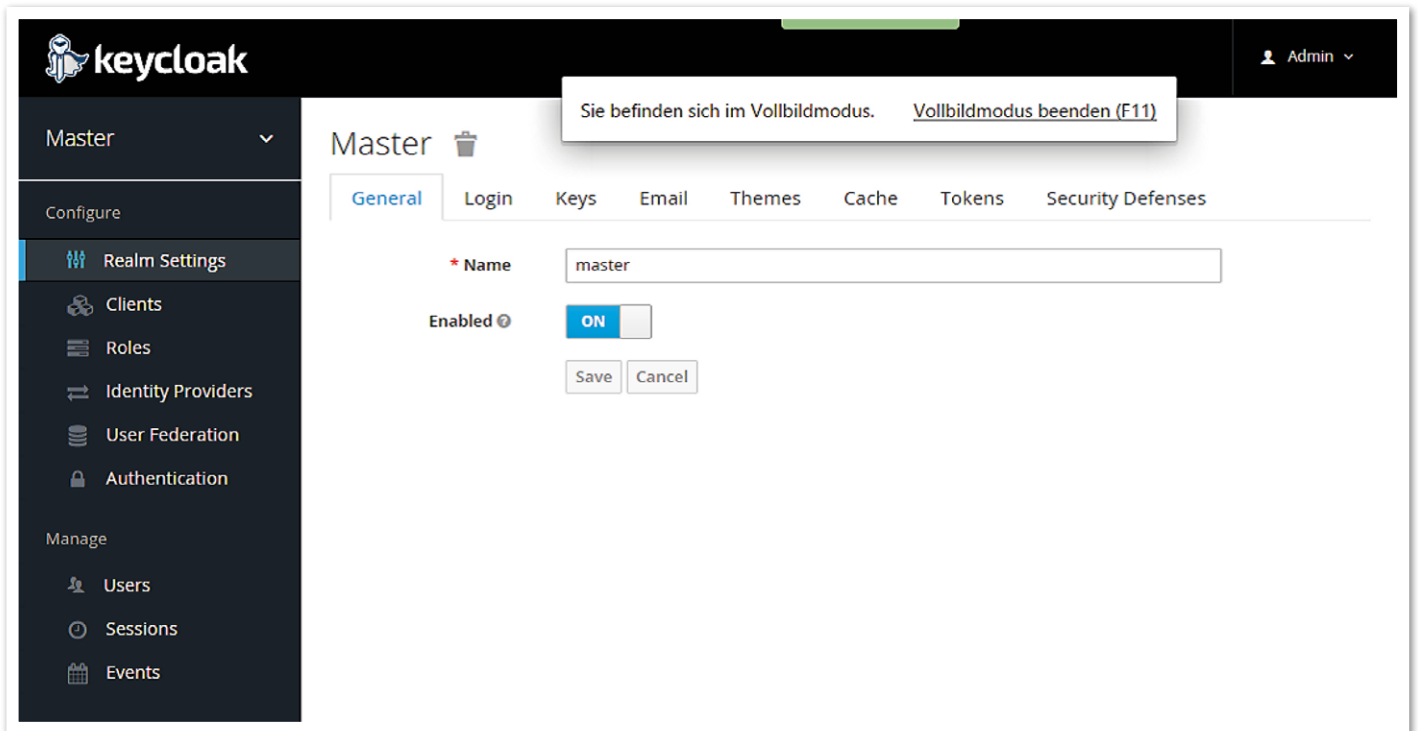 keycloak
Admin
Sie befinden sich im Vollbildmodus. Vollbildmodus beenden (F11)
Master
Master
General Login Keys Email Themes Cache Tokens Security Defenses
Configure
Realm Settings
Clients
Roles
Identity Providers
User Federation
Authentication
Manage
Users
Sessions
Events
* Name master
Enabled ON
Save Cancel